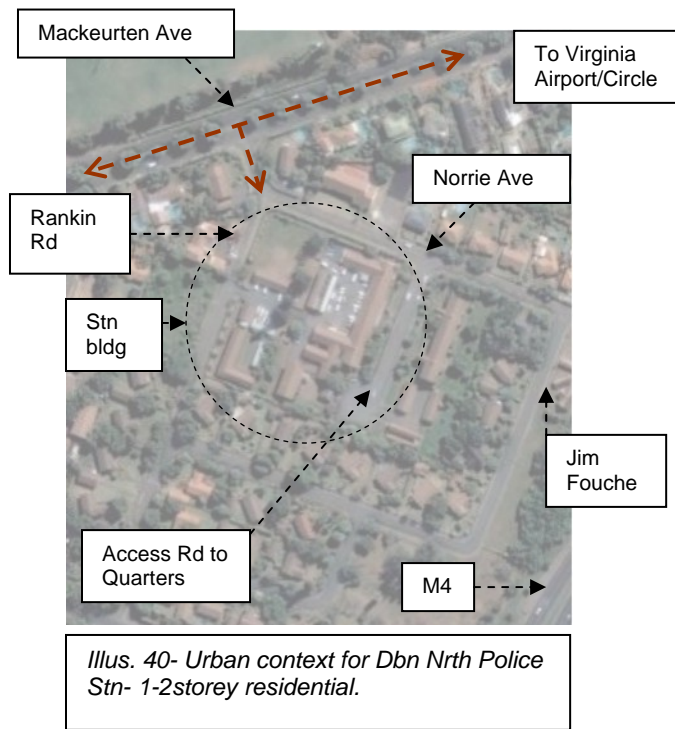 Mackeurten Ave
To Virginia
Airport/Circle
Norrie Ave
Rankin
Rd
Stn
bldg
Jim
Fouche
Access Rd to
Quarters
M4
Illus. 40- Urban context for Dbn Nrth Police
Stn- 1-2storey residential.